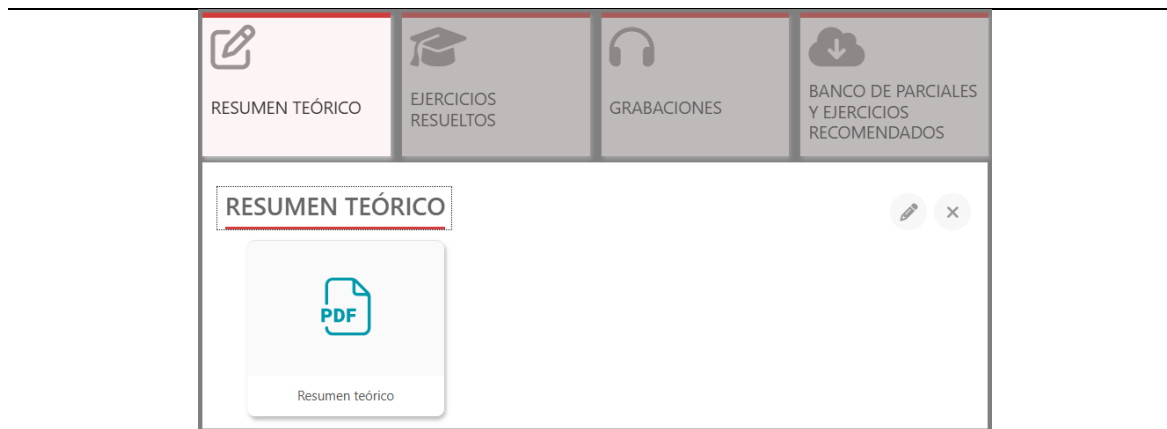 RESUMEN TEÓRICO
EJERCICIOS
RESUELTOS
GRABACIONES
BANCO DE PARCIALES
Y EJERCICIOS
RECOMENDADOS
RESUMEN TEÓRICO
PDF
Resumen teórico